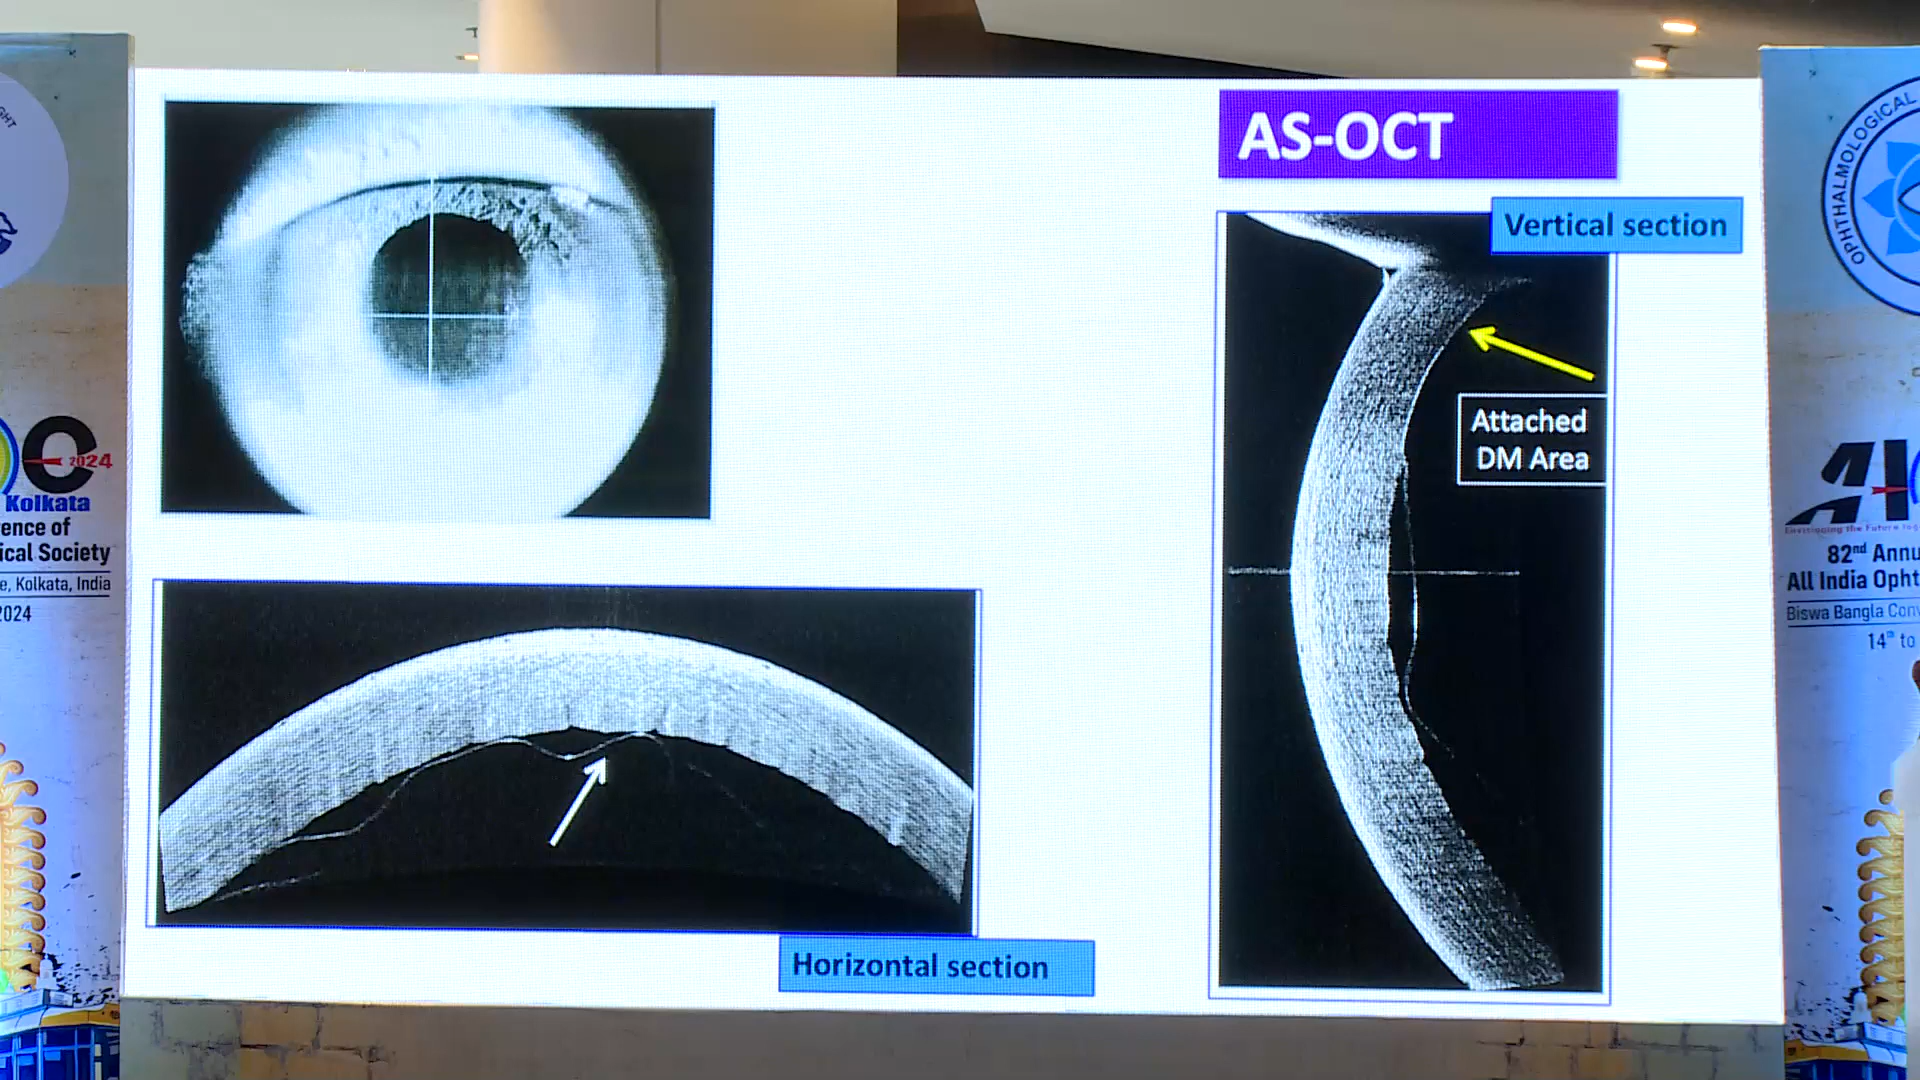 AS-OCT
Vertical section
Attached
DM Area
Horizontal section
2024
Kolkata
ence of
ical Society
e, Kolkata, India
2024
OPHTHALMOLOGICAL
82nd Annu
All India Opht
Biswa Bangla Con
14th to